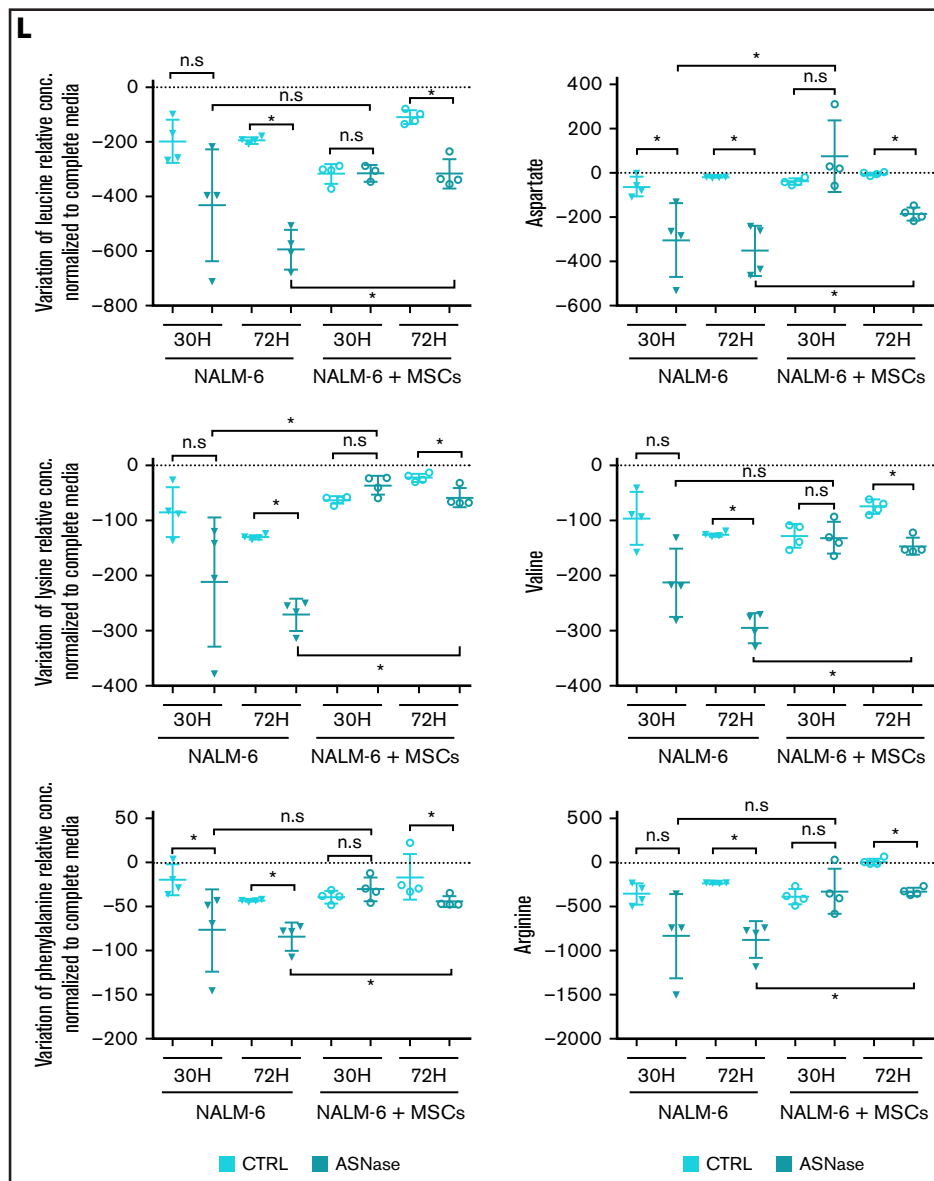 L
Variation of leucine relative conc.
normalized to complete media
0
−200
−400
−600
−800
n.s
n.s
*
n.s
*
*
30H 72H 30H 72H
NALM-6 NALM-6 + MSCs
Aspartate
400
200
0
−200
−400
−600
*
n.s
*
*
*
*
30H 72H 30H 72H
NALM-6 NALM-6 + MSCs
Variation of lysine relative conc.
normalized to complete media
0
−100
−200
−300
−400
n.s
*
n.s
*
*
*
30H 72H 30H 72H
NALM-6 NALM-6 + MSCs
Valine
0
−100
−200
−300
−400
n.s
n.s
*
n.s
*
*
30H 72H 30H 72H
NALM-6 NALM-6 + MSCs
Variation of phenylalanine relative conc.
normalized to complete media
50
0
−50
−100
−150
−200
n.s
*
*
n.s
*
*
30H 72H 30H 72H
NALM-6 NALM-6 + MSCs
Arginine
500
500
0
−1000
−1500
−2000
n.s
n.s
*
n.s
*
*
30H 72H 30H 72H
NALM-6 NALM-6 + MSCs
CTRL ASNase
CTRL ASNase